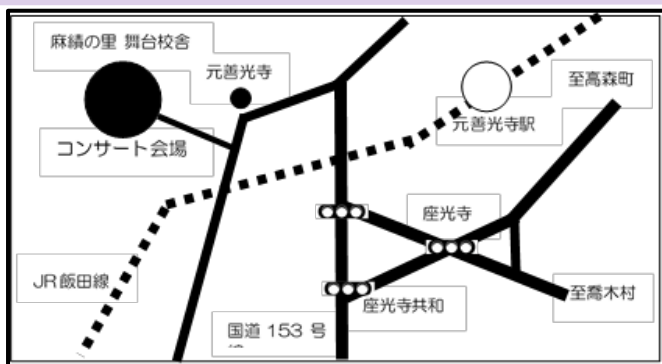 麻績の里 舞台校舎
元善光寺
コンサート会場
元善光寺駅
至高森町
座光寺
JR飯田線
国道 153 号
座光寺共和
至喬木村